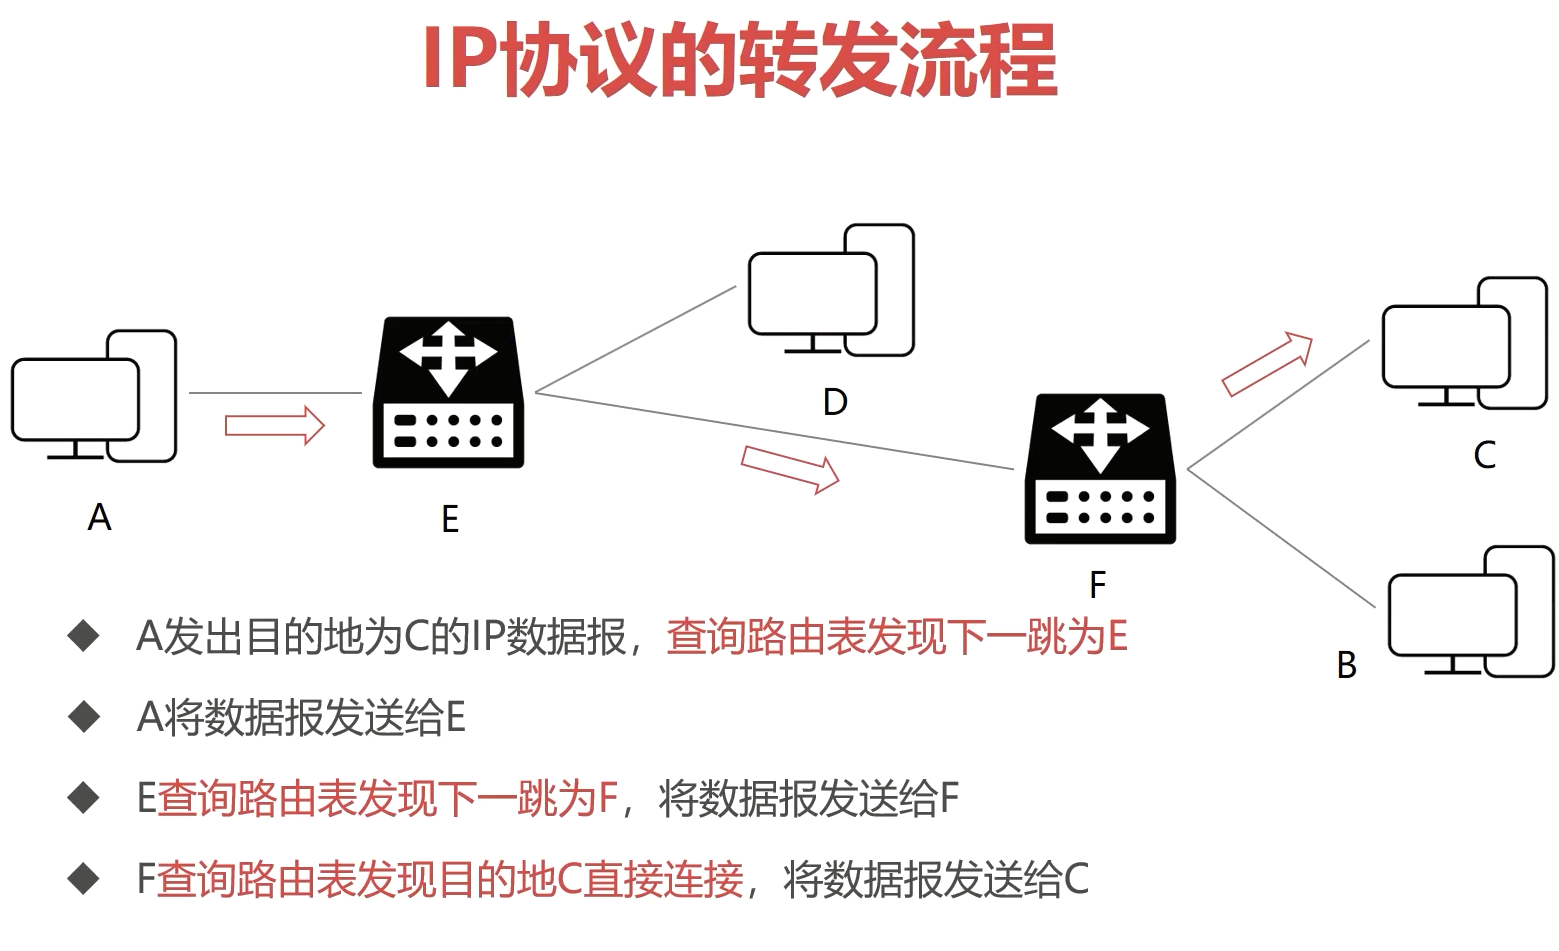 IP协议的转发流程
D
C
A
E
F
B
A发出目的地为C的IP数据报，查询路由表发现下一跳为E
A将数据报发送给E
E查询路由表发现下一跳为F，将数据报发送给F
F查询路由表发现目的地C直接连接，将数据报发送给C